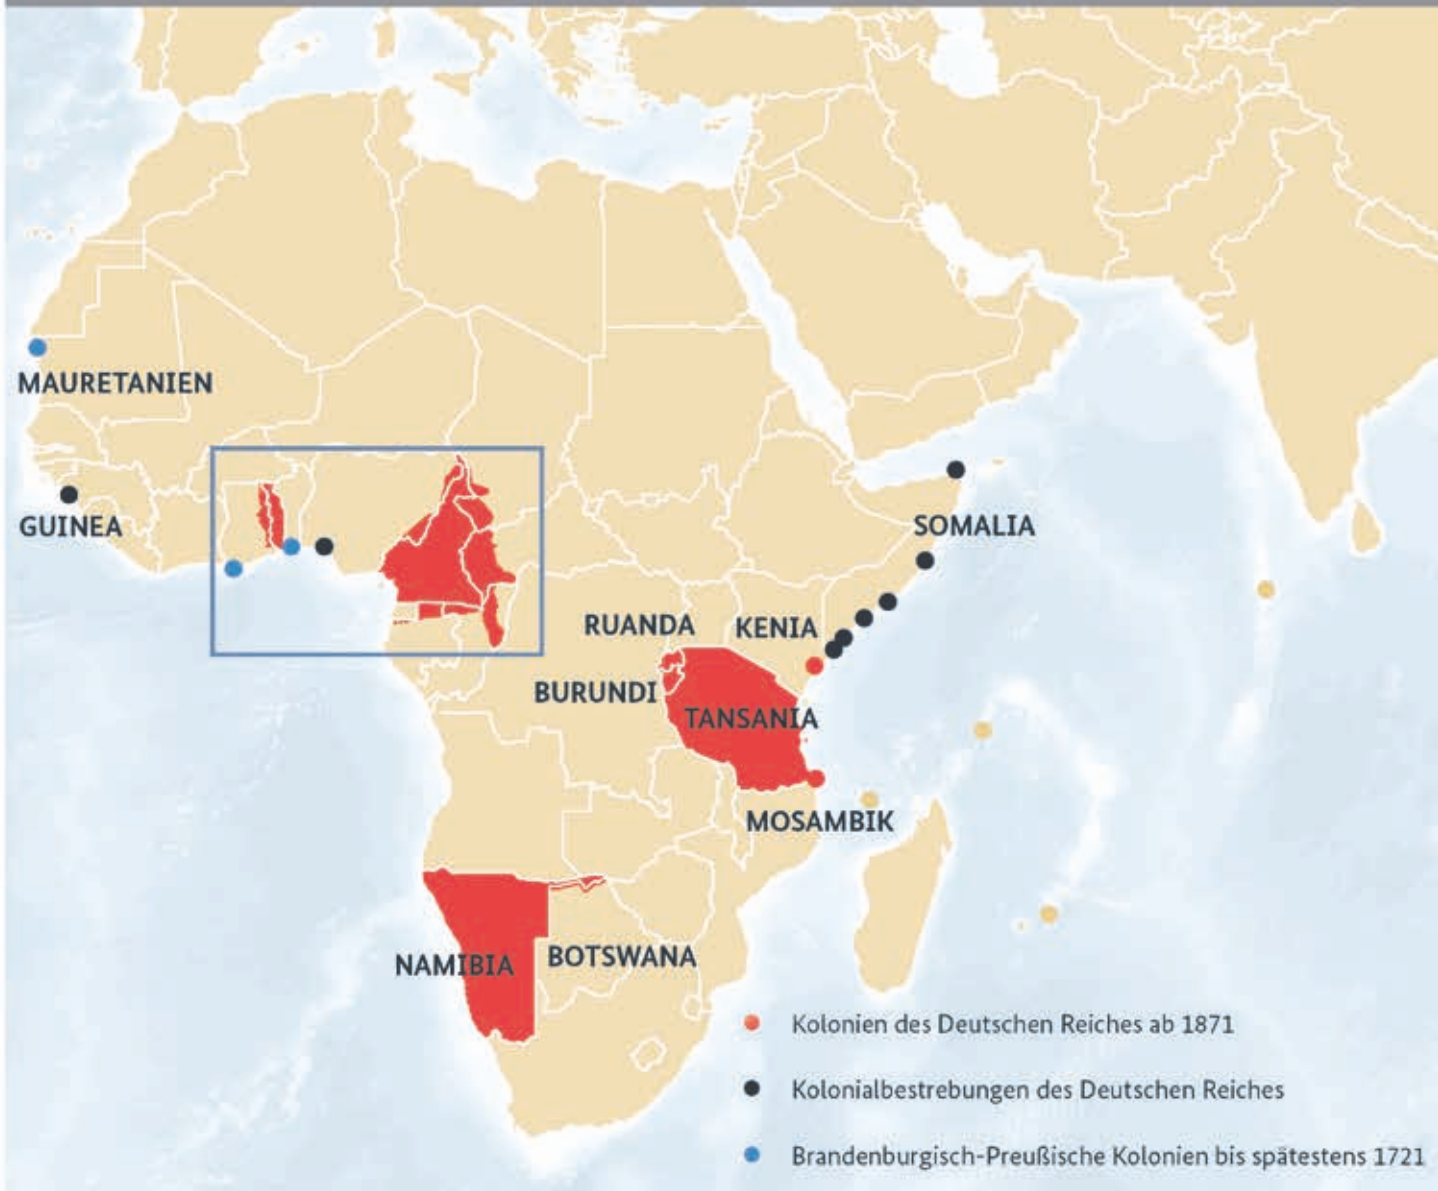 MAURETANIEN
GUINEA
SOMALIA
RUANDA
KENIA
BURUNDI
TANSANIA
MOSAMBIK
NAMIBIA
BOTSWANA
Kolonien des Deutschen Reiches ab 1871
Kolonialbestrebungen des Deutschen Reiches
Brandenburgisch-Preußische Kolonien bis spätestens 1721